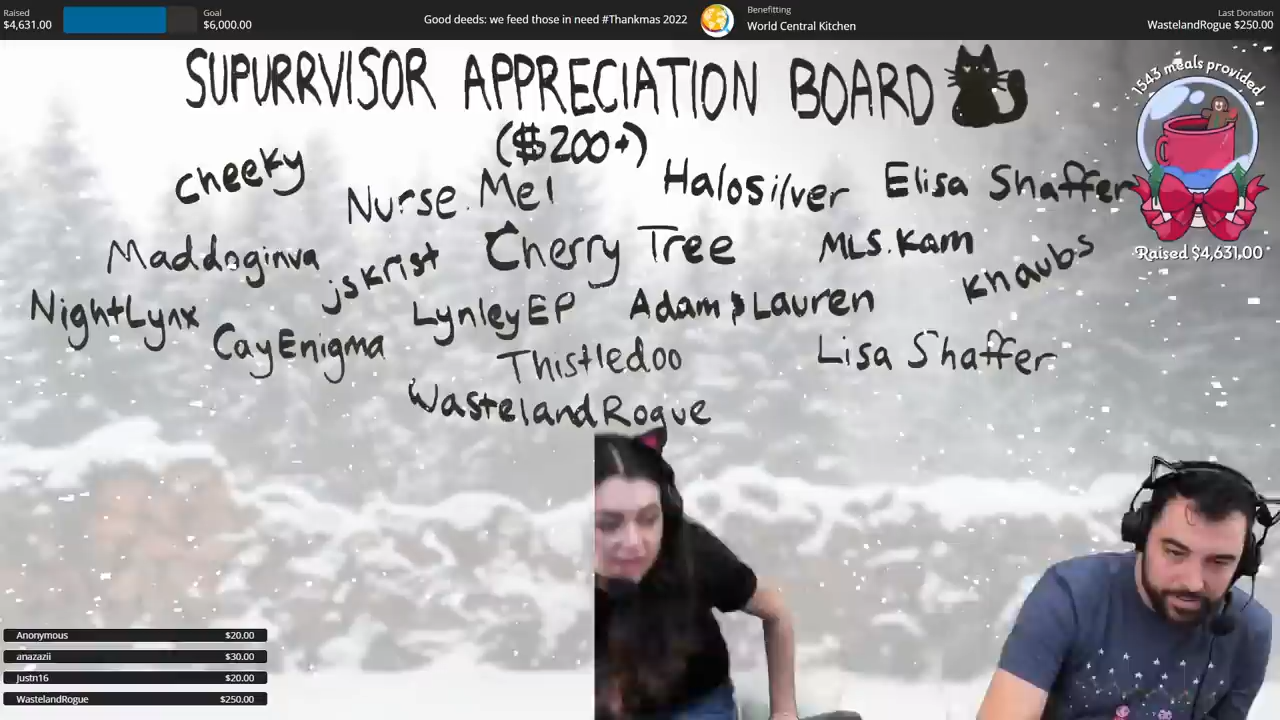 Raised
$4,631.00
Goal
$6,000.00
Good deeds: we feed those in need #Thankmas 2022
Benefitting
World Central Kitchen
Last Donation
WastelandRogue $250.00
SUPURRVISOR APPRECIATION BOARD
($200+)
1543 meals provided
Raised $4,631.00
cheeky
Nurse.Mel
Halosilver
Elisa Shaffer
Maddoginva
jskrist
Cherry Tree
MLS.Kam
Knaubs
NightLynx
CayEnigma
LynleyEP
Adam & Lauren
Thistledoo
Lisa Shaffer
WastelandRogue
Anonymous $20.00
anazazii $30.00
Justn16 $20.00
WastelandRogue $250.00